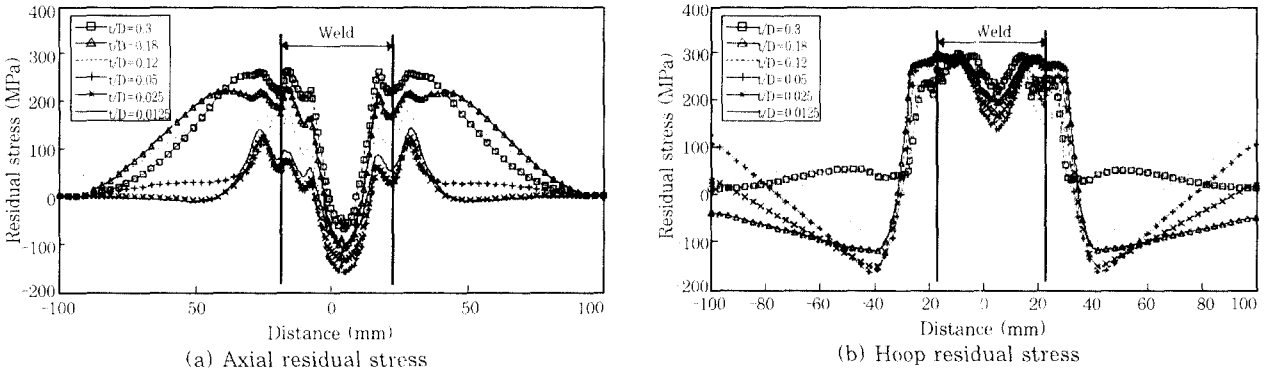 400
300
200
100
0
-100
-200
Residual stress (MPa)
t/D=0.3
t/D=0.18
t/D=0.12
t/D=0.05
t/D=0.025
t/D=0.0125
Weld
-100
50
0
50
100
Distance (mm)
(a) Axial residual stress
400
300
200
100
0
-100
-200
Residual stress (MPa)
t/D=0.3
t/D=0.18
t/D=0.12
t/D=0.05
t/D=0.025
t/D=0.0125
Weld
-100
-80
-60
-40
20
0
20
40
60
80
100
Distance (mm)
(b) Hoop residual stress